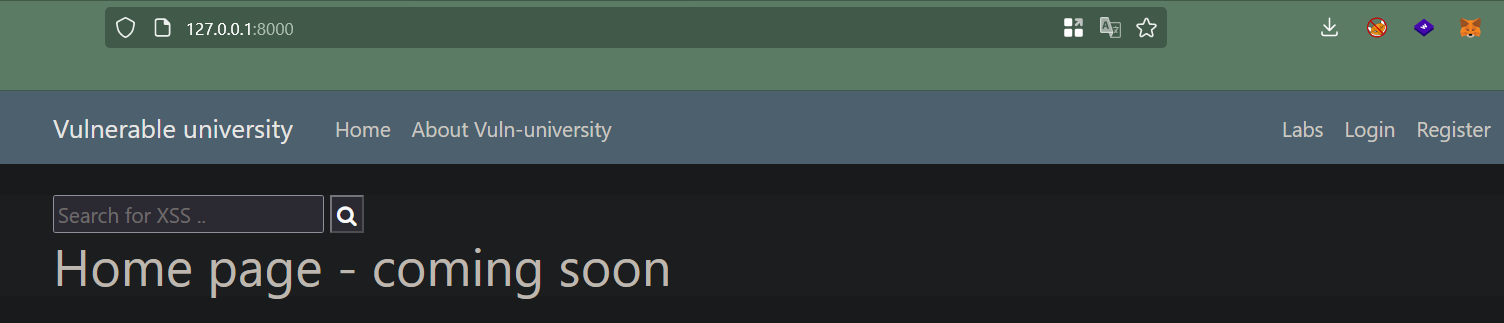 127.0.0.1:8000
Vulnerable university Home About Vuln-university Labs Login Register
Search for XSS ..
Home page - coming soon